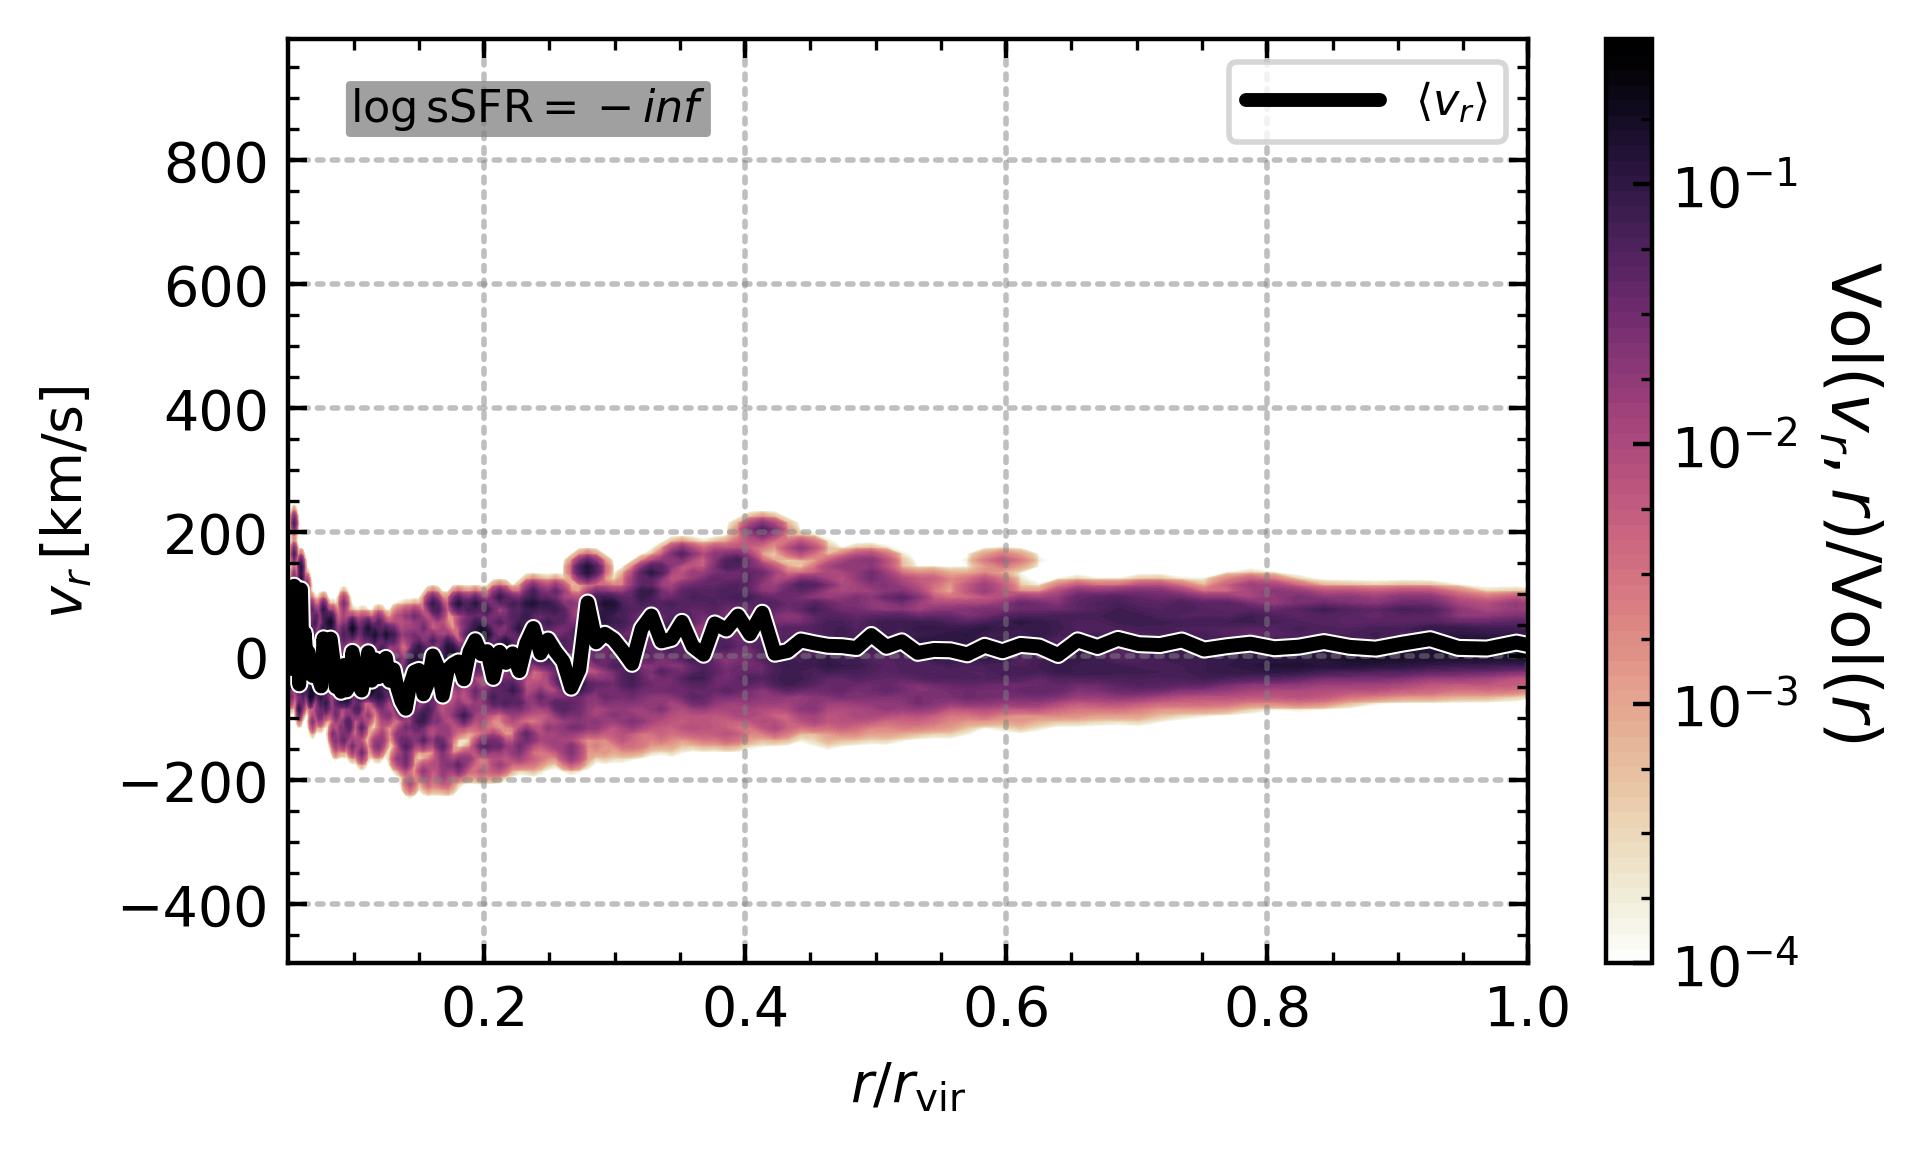 log sSFR = −inf
⟨v_r⟩
800
600
400
200
0
−200
−400
v_r [km/s]
0.2 0.4 0.6 0.8 1.0
r/r_vir
10^−1
10^−2
10^−3
10^−4
Vol(v_r, r)/Vol(r)